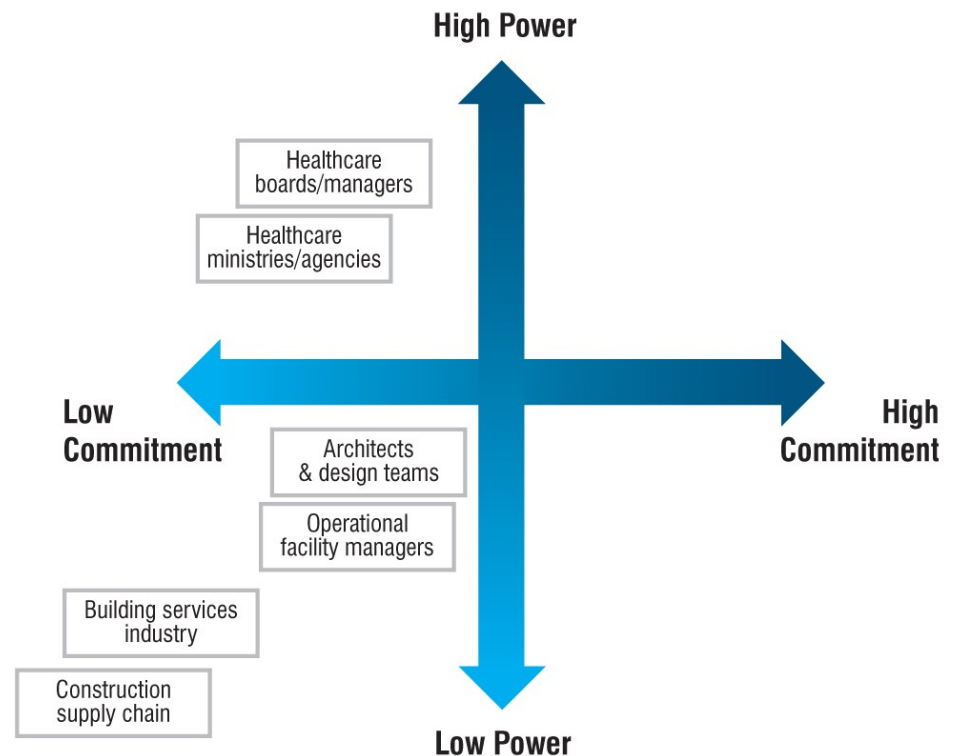 High Power
Healthcare
boards/managers
Healthcare
ministries/agencies
Low
Commitment
High
Commitment
Architects
& design teams
Operational
facility managers
Building services
industry
Construction
supply chain
Low Power